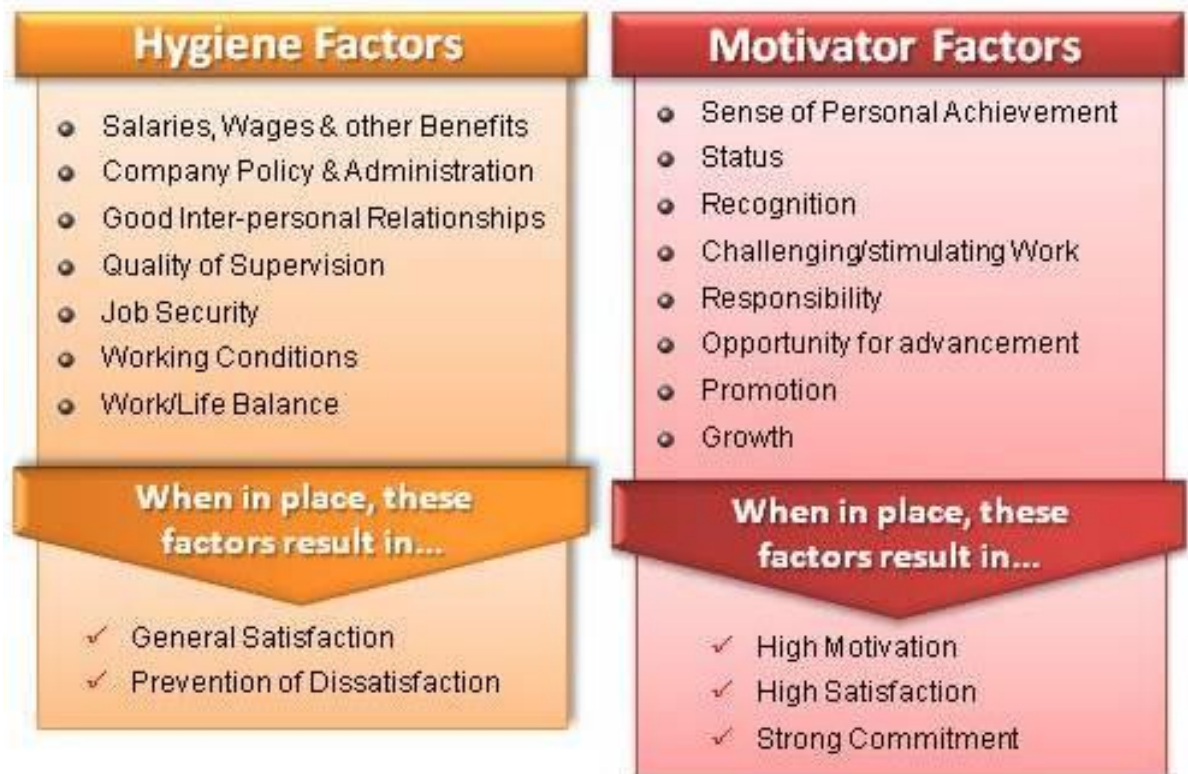 Hygiene Factors
Salaries, Wages & other Benefits
Company Policy & Administration
Good Inter-personal Relationships
Quality of Supervision
Job Security
Working Conditions
Work/Life Balance
When in place, these
factors result in...
General Satisfaction
Prevention of Dissatisfaction
Motivator Factors
Sense of Personal Achievement
Status
Recognition
Challenging/stimulating Work
Responsibility
Opportunity for advancement
Promotion
Growth
When in place, these
factors result in...
High Motivation
High Satisfaction
Strong Commitment